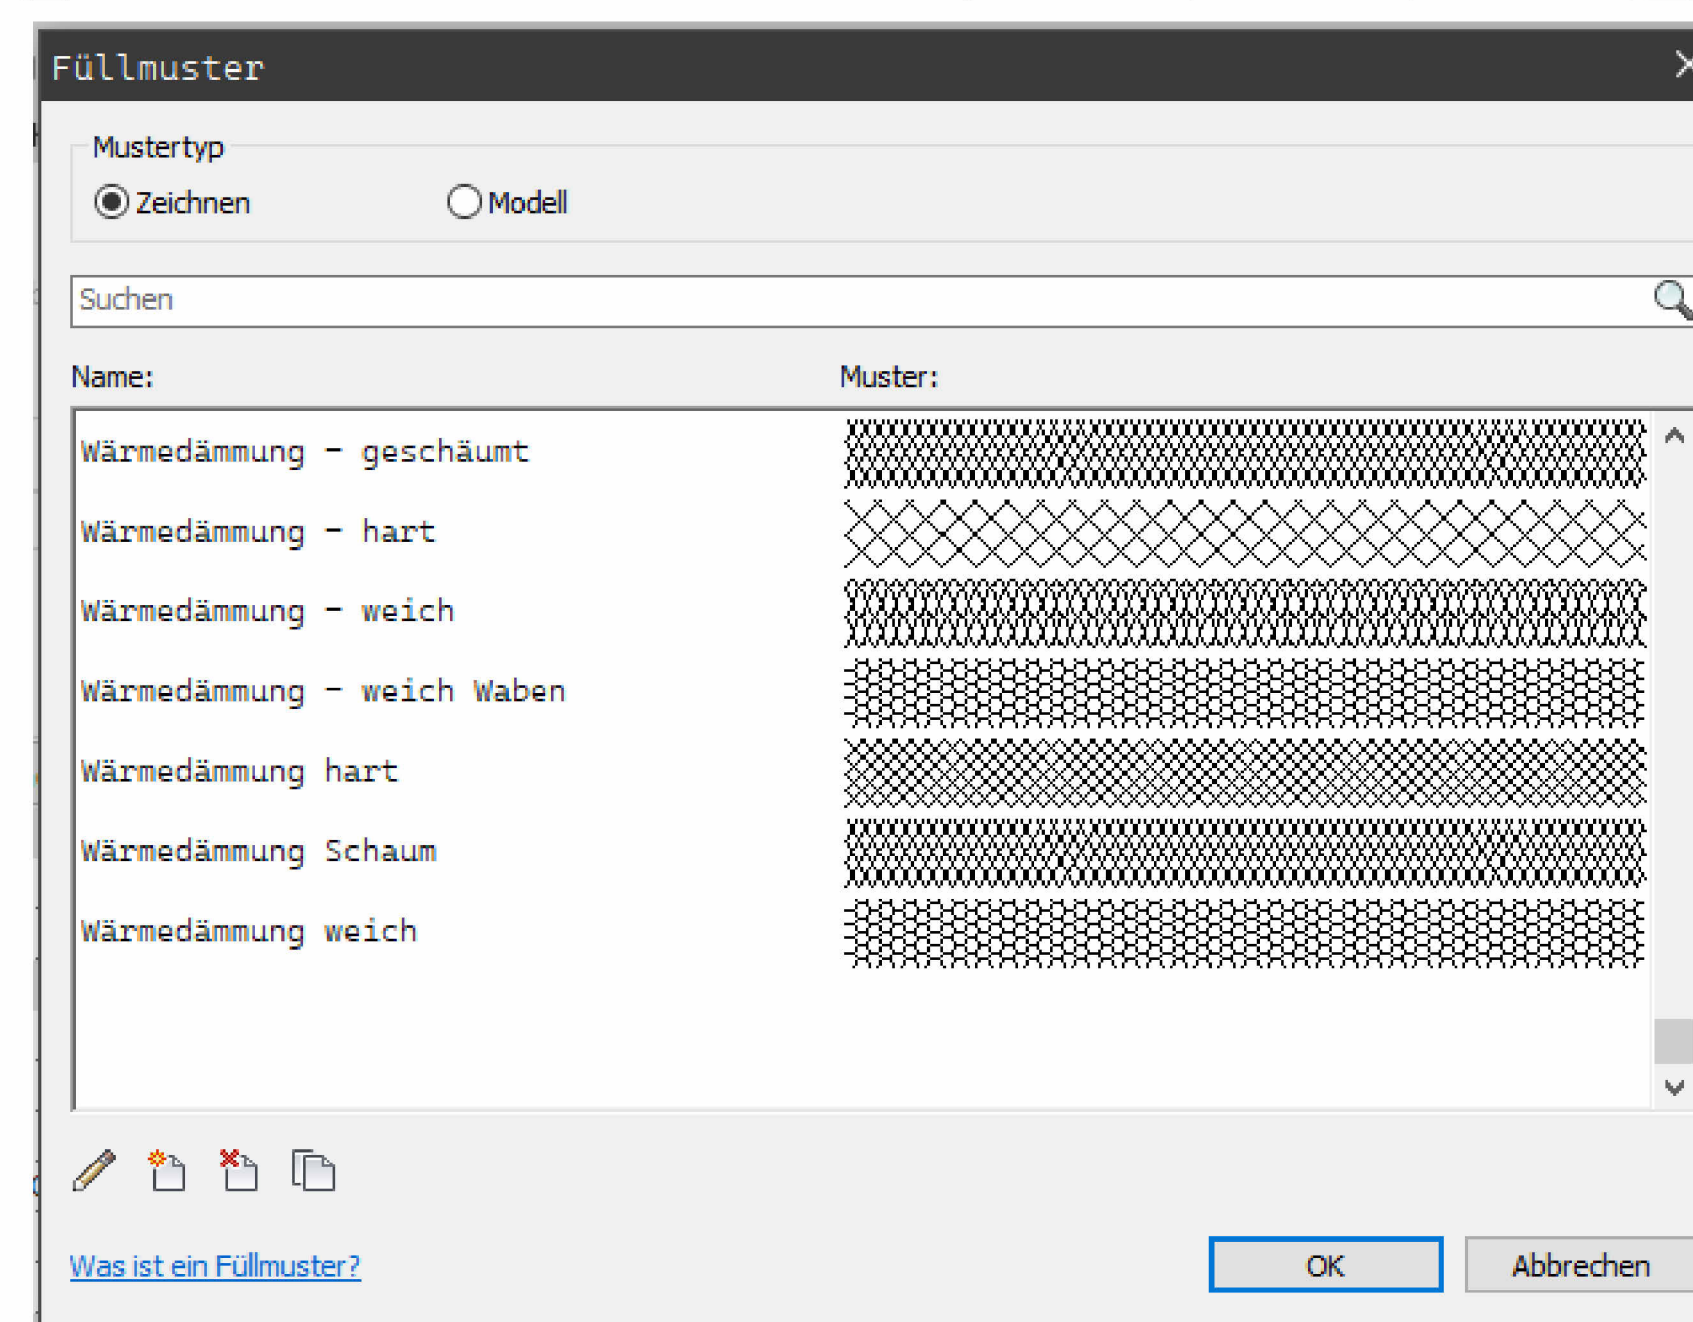 Füllmuster
Mustertyp
Zeichnen Modell
Suchen
Name: Muster:
Wärmedämmung - geschäumt
Wärmedämmung - hart
Wärmedämmung - weich
Wärmedämmung - weich Waben
Wärmedämmung hart
Wärmedämmung Schaum
Wärmedämmung weich
Was ist ein Füllmuster?
OK Abbrechen